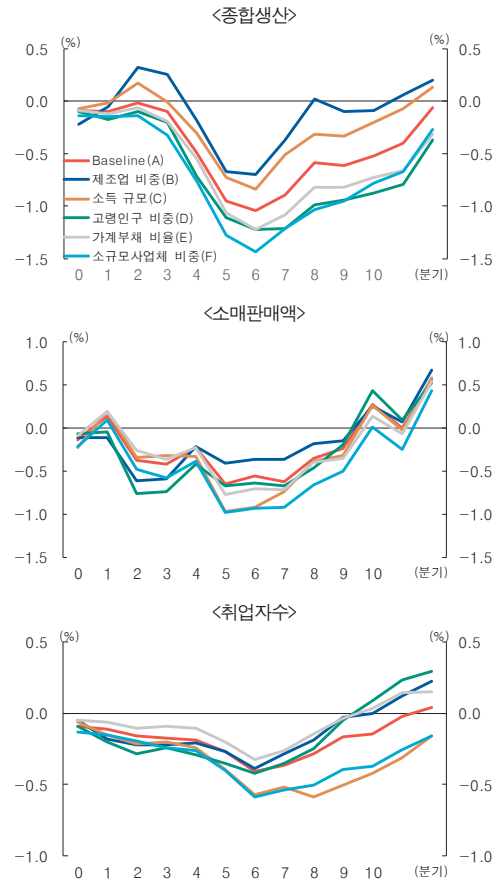 <종합생산>
(%) (%)
0.5 0.5
0.0 0.0
−0.5 −0.5
−1.0 −1.0
−1.5 −1.5
Baseline(A)
제조업 비중(B)
소득 규모(C)
고령인구 비중(D)
가계부채 비율(E)
소규모사업체 비중(F)
0 1 2 3 4 5 6 7 8 9 10 (분기)
<소매판매액>
(%) (%)
1.0 1.0
0.5 0.5
0.0 0.0
−0.5 −0.5
−1.0 −1.0
−1.5 −1.5
0 1 2 3 4 5 6 7 8 9 10 (분기)
<취업자수>
(%) (%)
0.5 0.5
0.0 0.0
−0.5 −0.5
−1.0 −1.0
0 1 2 3 4 5 6 7 8 9 10 (분기)